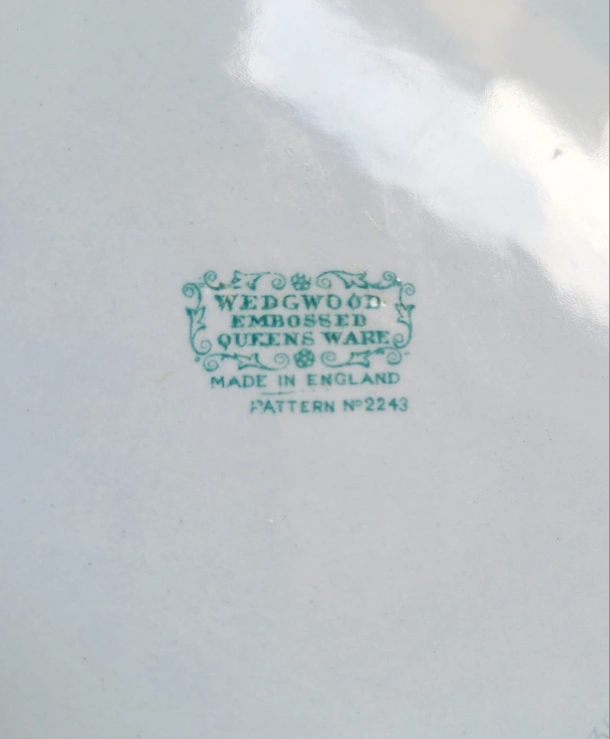 WEDGWOOD
EMBOSSED
QUEENS WARE
MADE IN ENGLAND
PATTERN Nº2243